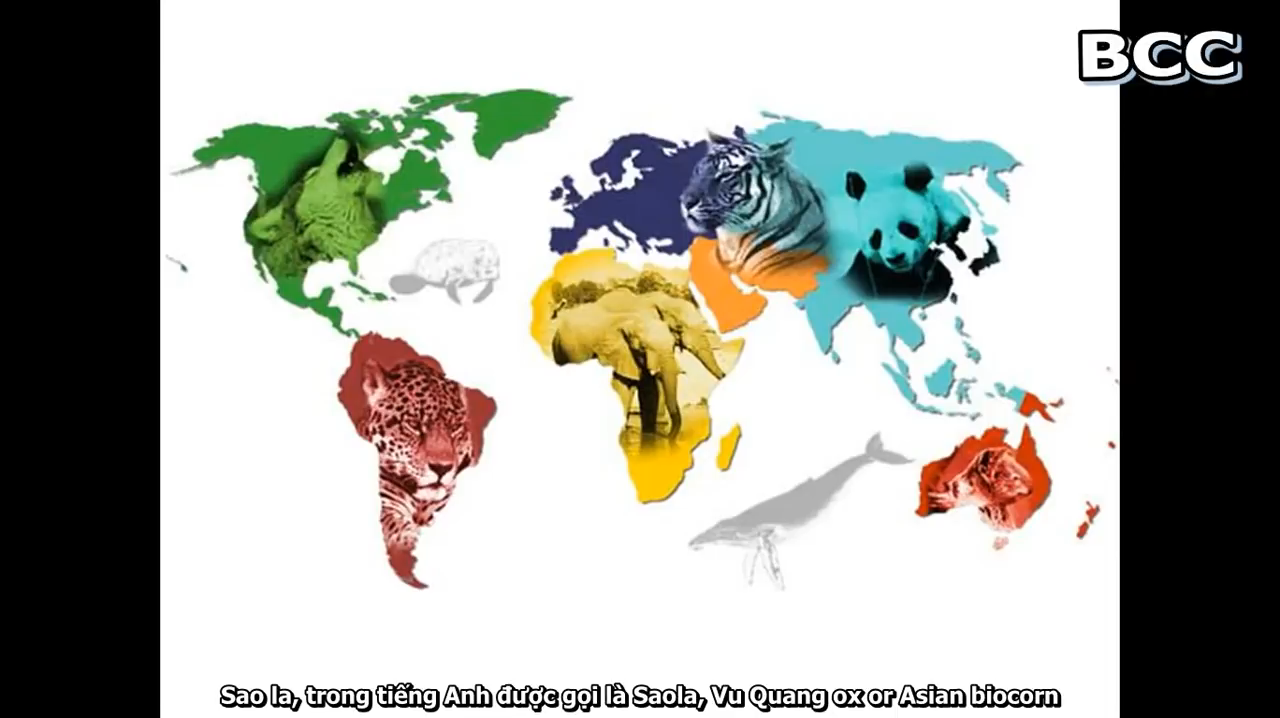 BCC
Sao la, trong tiếng Anh được gọi là Saola, Vu Quang ox or Asian biocorn